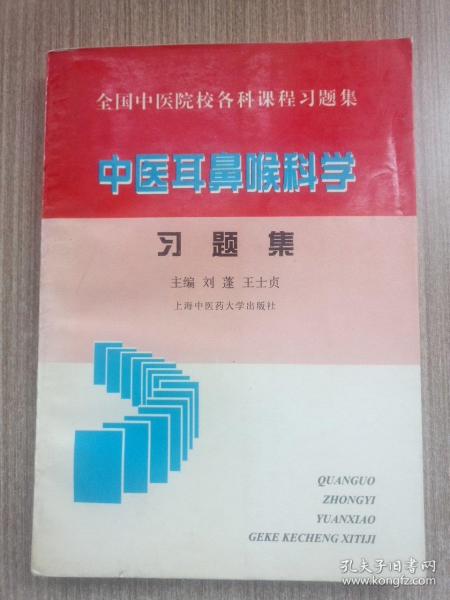 全国中医院校各科课程习题集
中医耳鼻喉科学
习题集
主编 刘蓬 王士贞
上海中医药大学出版社
QUANGUO
ZHONGYI
YUANXIAO
GEKE KECHENG XITIJI
孔夫子旧书网
www.kongfz.com